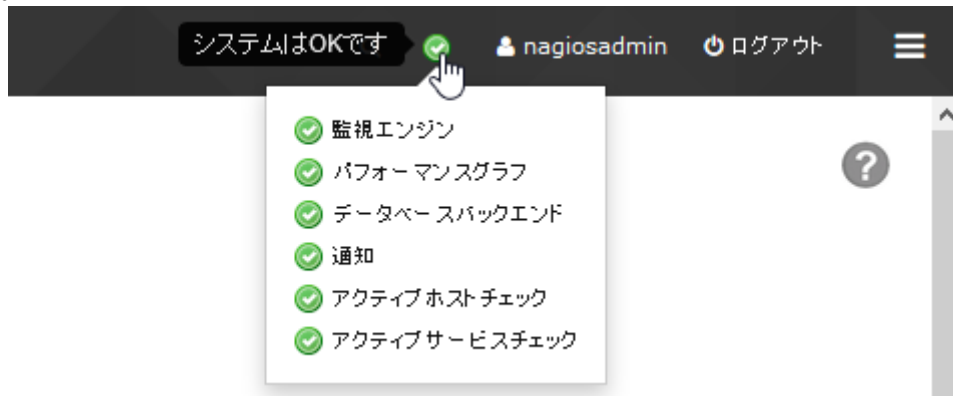 システムはOKです nagiosadmin ログアウト
監視エンジン
パフォーマンスグラフ
データベースバックエンド
通知
アクティブホストチェック
アクティブサービスチェック